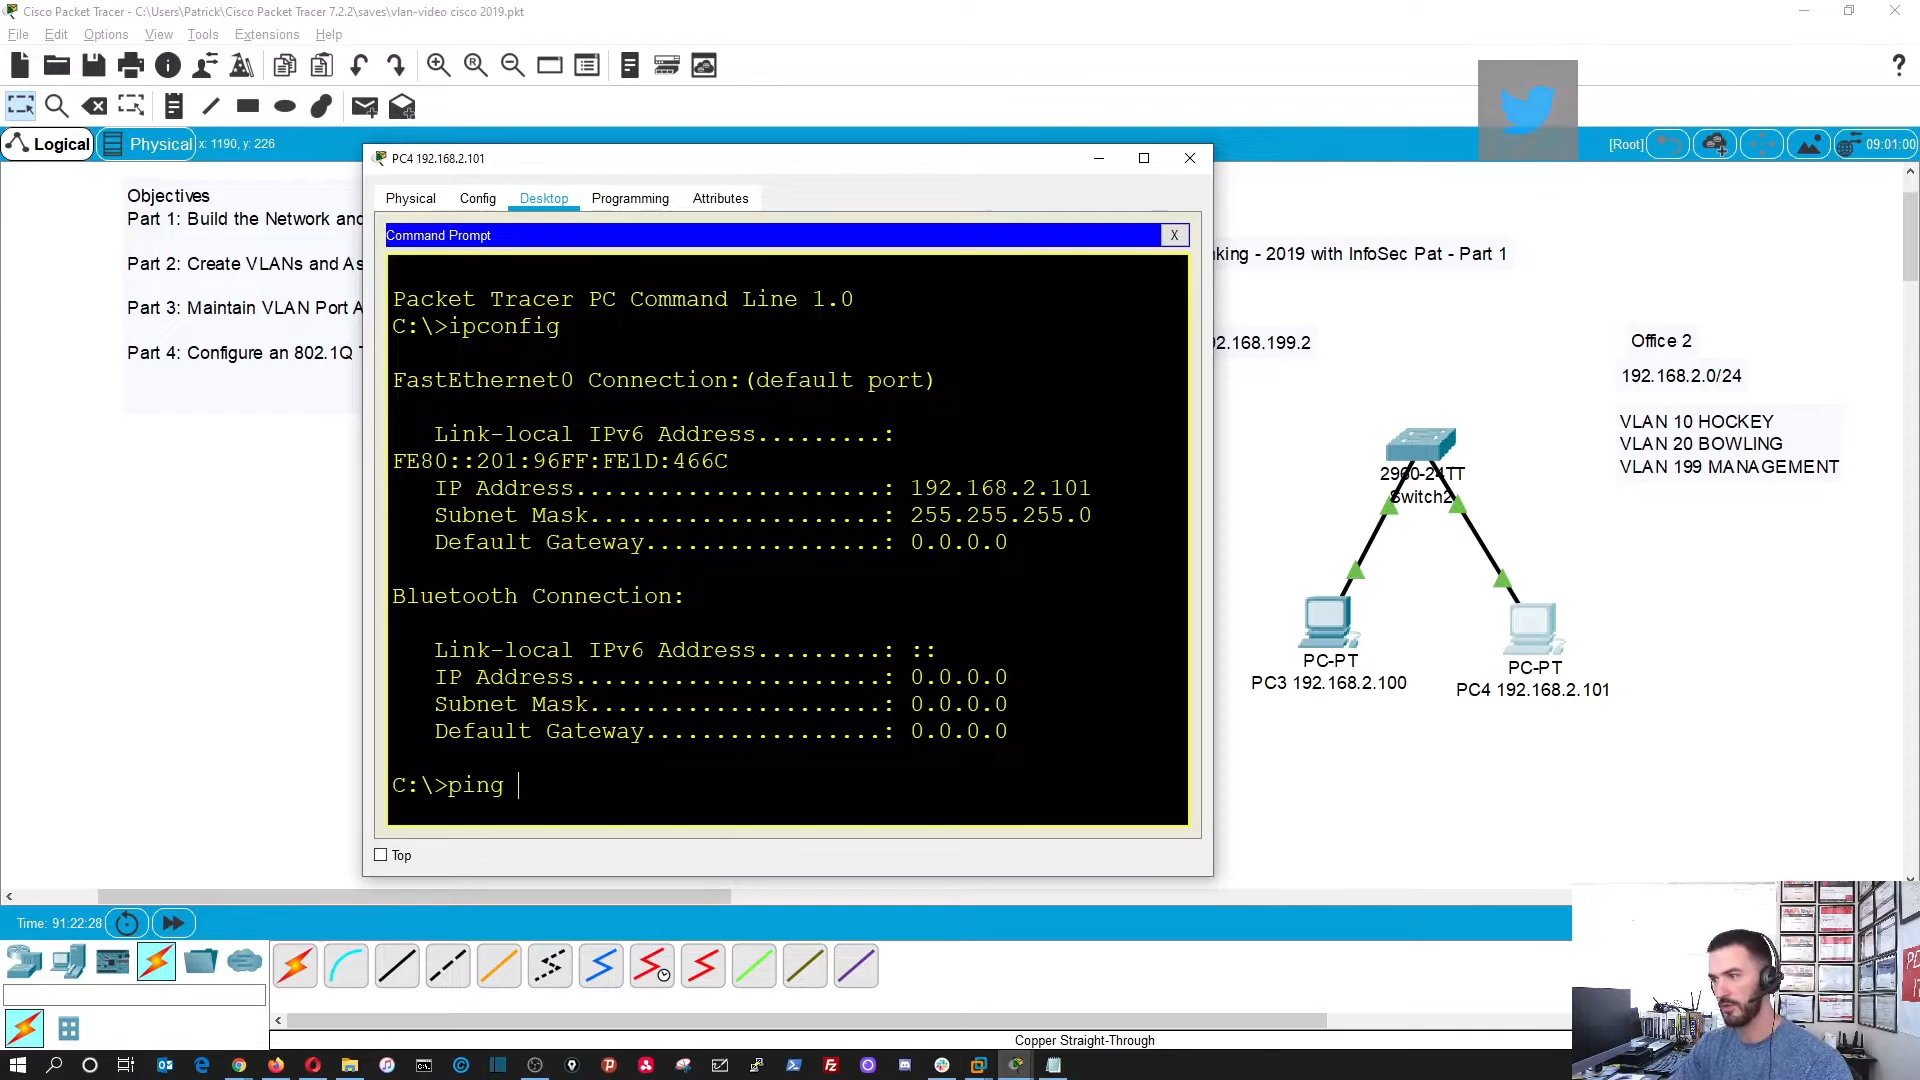 Cisco Packet Tracer - C:\Users\Patrick\Cisco Packet Tracer 7.2.2\saves\vlan-video cisco 2019.pkt
File Edit Options View Tools Extensions Help
?
Logical Physical x: 1190, y: 226
[Root] 09:01:00
Objectives
Part 1: Build the Network and
Part 2: Create VLANs and As
Part 3: Maintain VLAN Port A
Part 4: Configure an 802.1Q
PC4 192.168.2.101
Physical Config Desktop Programming Attributes
Command Prompt X
Packet Tracer PC Command Line 1.0
C:\>ipconfig
FastEthernet0 Connection:(default port)
Link-local IPv6 Address.........:
FE80::201:96FF:FE1D:466C
IP Address......................: 192.168.2.101
Subnet Mask.....................: 255.255.255.0
Default Gateway.................: 0.0.0.0
Bluetooth Connection:
Link-local IPv6 Address.........: ::
IP Address......................: 0.0.0.0
Subnet Mask.....................: 0.0.0.0
Default Gateway.................: 0.0.0.0
C:\>ping
Top
king - 2019 with InfoSec Pat - Part 1
2.168.199.2
Office 2
192.168.2.0/24
VLAN 10 HOCKEY
VLAN 20 BOWLING
VLAN 199 MANAGEMENT
2960-24TT
Switch2
PC-PT
PC3 192.168.2.100
PC-PT
PC4 192.168.2.101
Time: 91:22:28
Copper Straight-Through